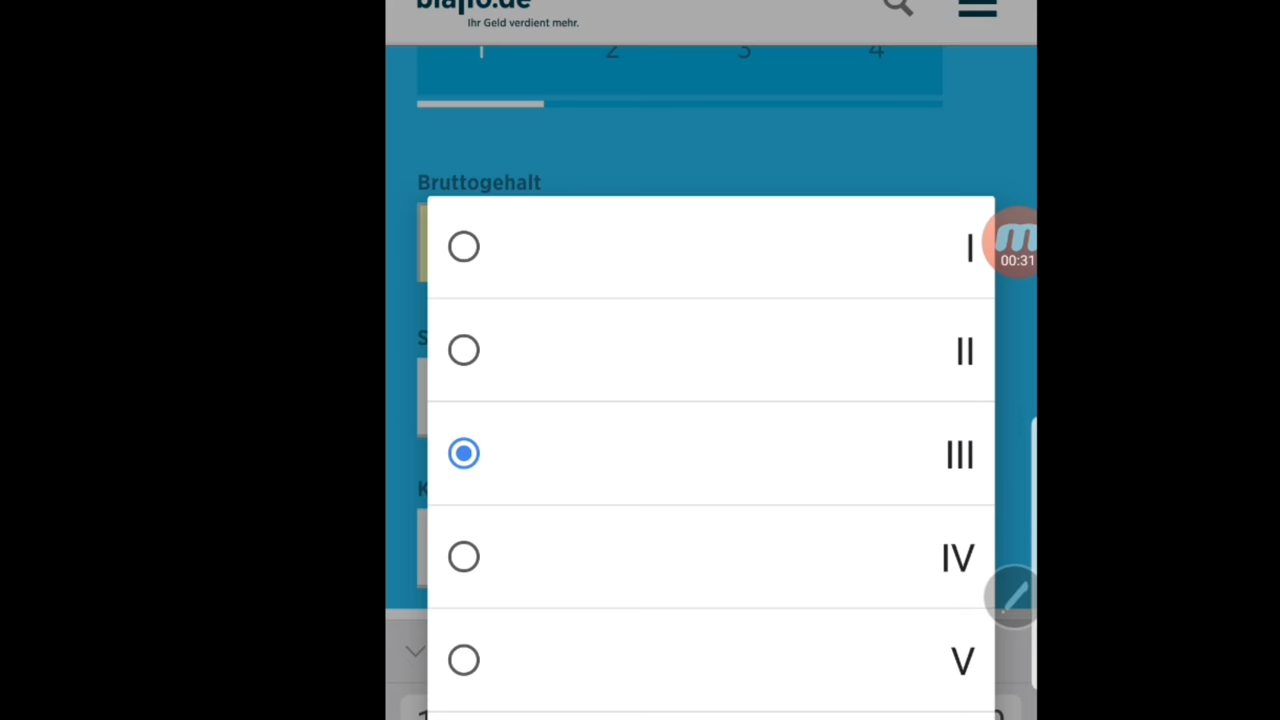 Ihr Geld verdient mehr.
1 2 3 4
Bruttogehalt
I
00:31
II
III
IV
V